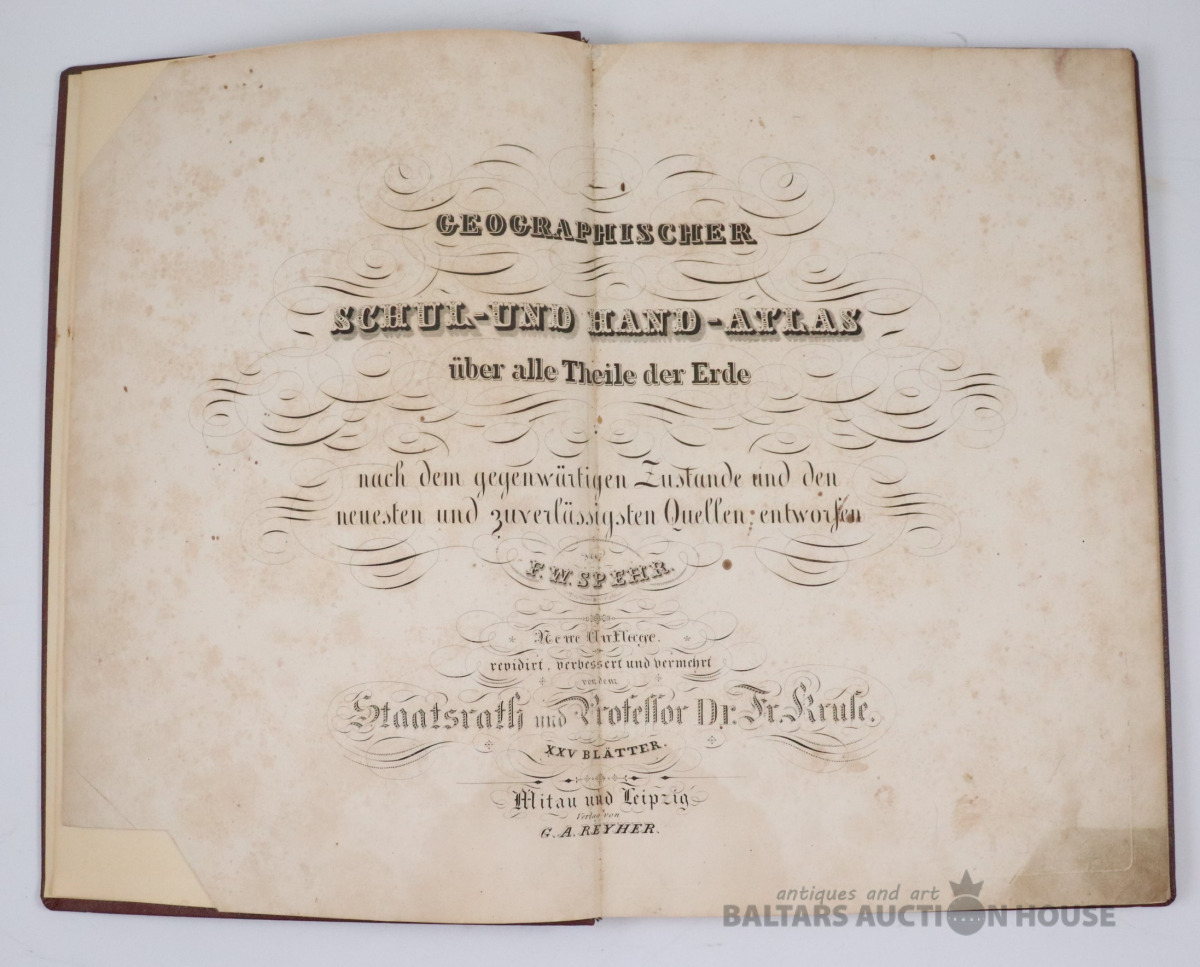 GEOGRAPHISCHER
SCHUL-UND HAND-ATLAS
über alle Theile der Erde
nach dem gegenwärtigen Zustande und den
neuesten und zuverlässigsten Quellen entworfen
von
F. W. SPEHR.
Neue Auflage.
revidirt, verbessert und vermehrt
von dem
Staatsrath und Professor Dr. Fr. Kruse.
XXV BLÄTTER.
Mitau und Leipzig
Verlag von
G. A. REYHER.
antiques and art
BALTARS AUCTION HOUSE